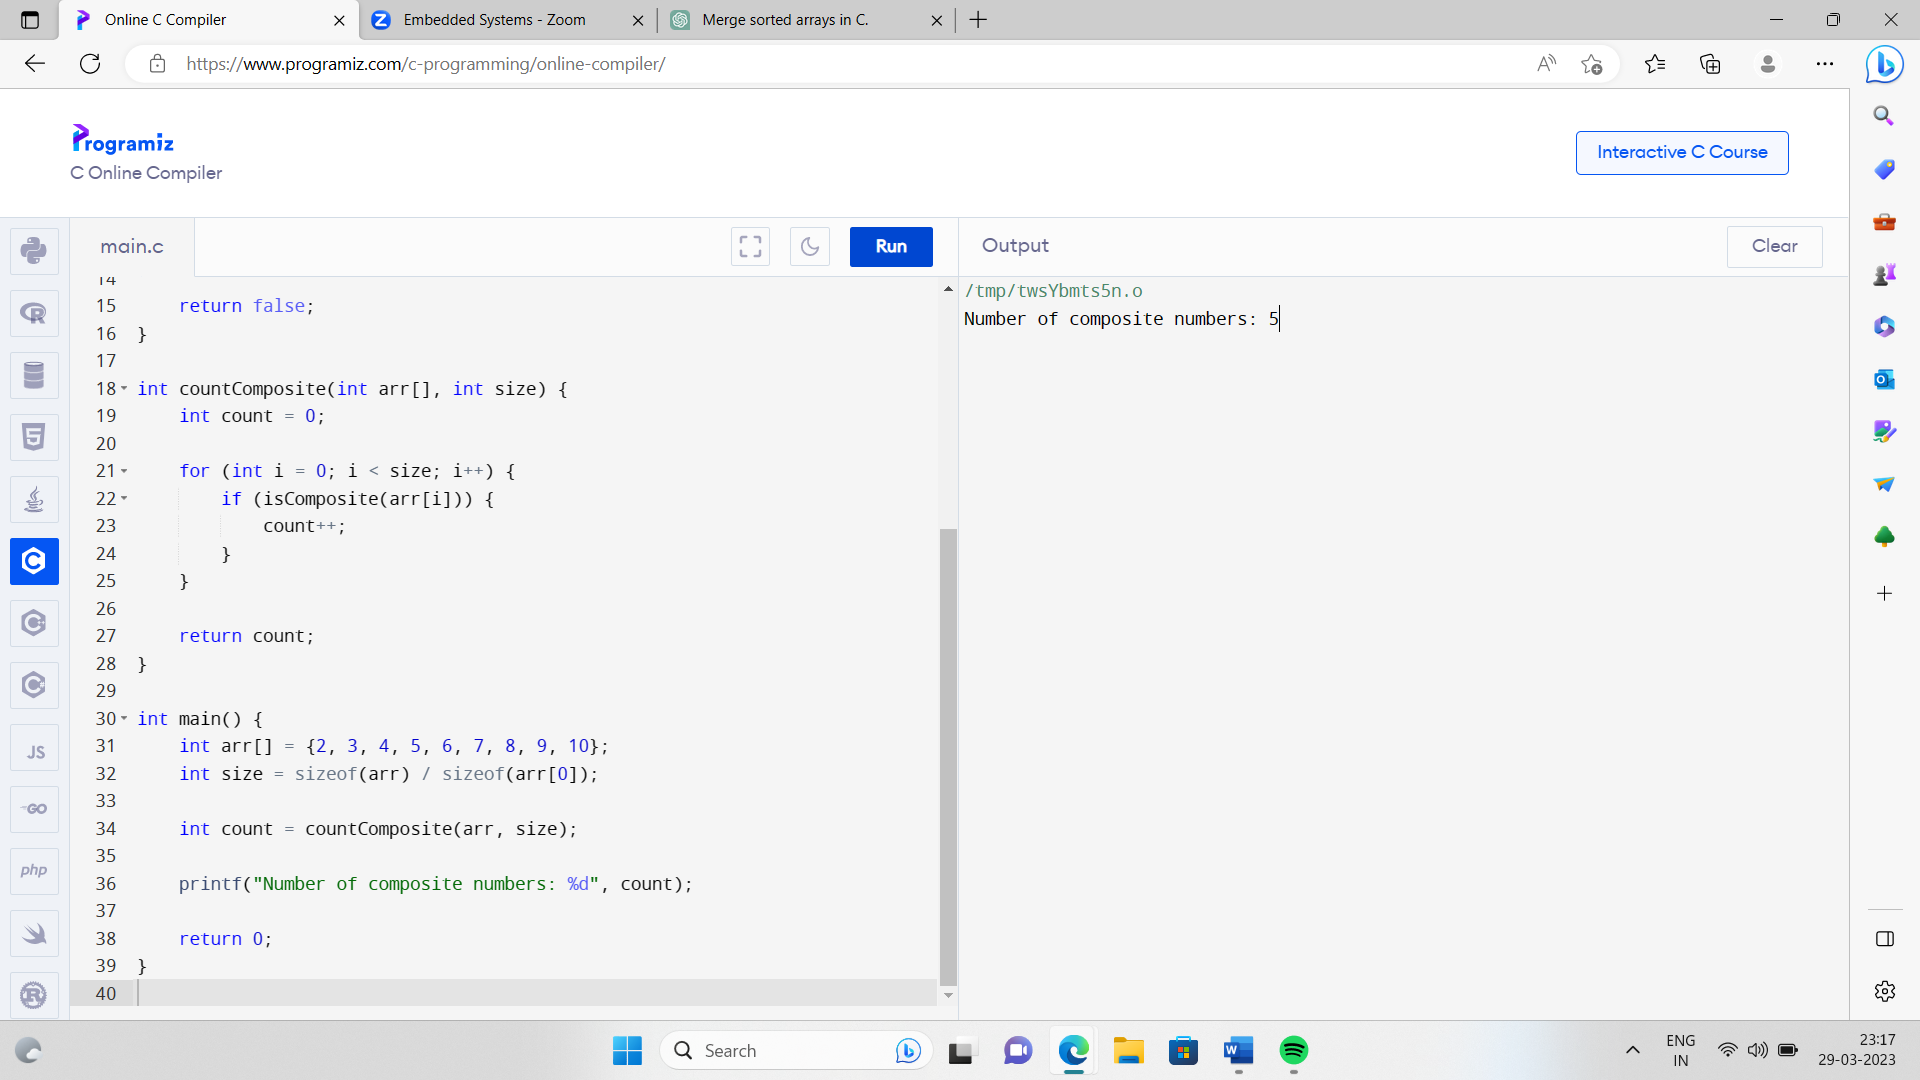 Online C Compiler
Embedded Systems - Zoom
Merge sorted arrays in C.
https://www.programiz.com/c-programming/online-compiler/
Programiz
C Online Compiler
Interactive C Course
main.c
Run
Output
Clear
14
15 return false;
16 }
17
18 int countComposite(int arr[], int size) {
19 int count = 0;
20
21 for (int i = 0; i < size; i++) {
22 if (isComposite(arr[i])) {
23 count++;
24 }
25 }
26
27 return count;
28 }
29
30 int main() {
31 int arr[] = {2, 3, 4, 5, 6, 7, 8, 9, 10};
32 int size = sizeof(arr) / sizeof(arr[0]);
33
34 int count = countComposite(arr, size);
35
36 printf("Number of composite numbers: %d", count);
37
38 return 0;
39 }
40
/tmp/twsYbmts5n.o
Number of composite numbers: 5
JS
GO
php
Search
ENG
IN
23:17
29-03-2023